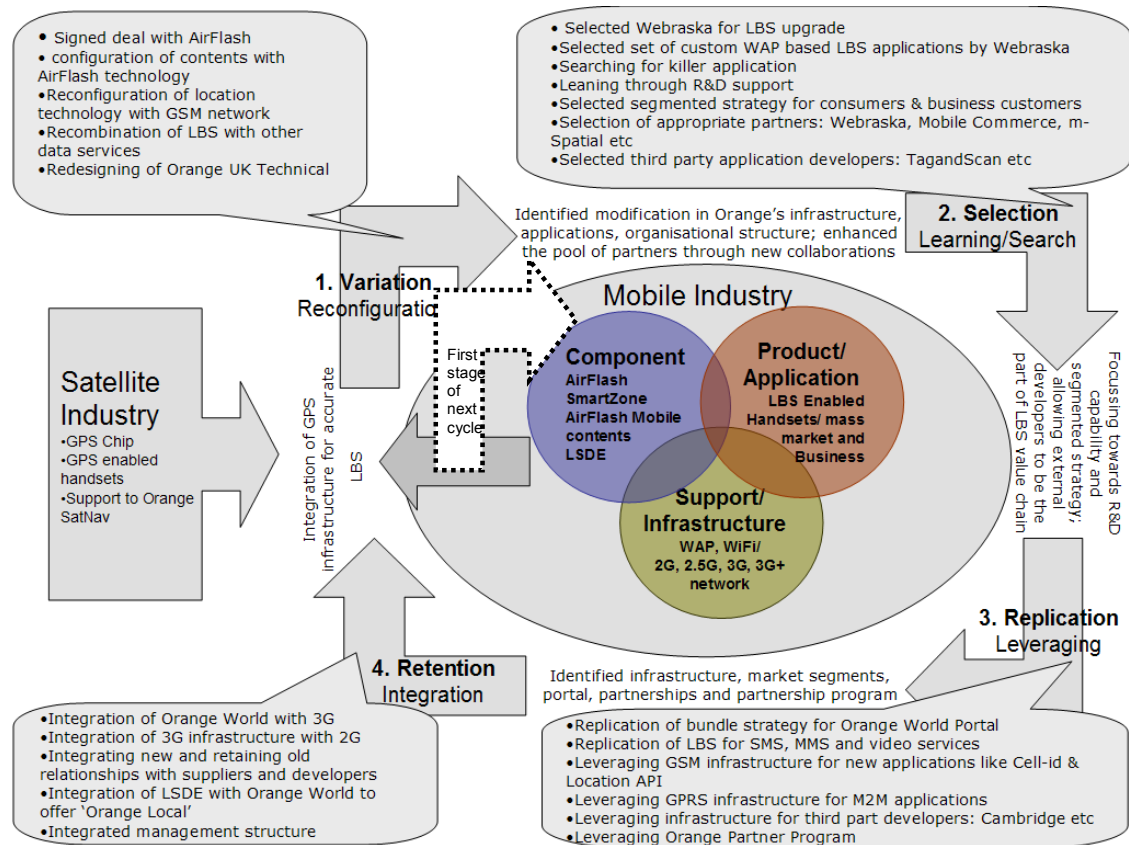 ● Signed deal with AirFlash
● configuration of contents with
AirFlash technology
●Reconfiguration of location
technology with GSM network
●Recombination of LBS with other
data services
●Redesigning of Orange UK Technical
● Selected Webraska for LBS upgrade
●Selected set of custom WAP based LBS applications by Webraska
●Searching for killer application
●Leaning through R&D support
●Selected segmented strategy for consumers & business customers
●Selection of appropriate partners: Webraska, Mobile Commerce, m-
Spatial etc
●Selected third party application developers: TagandScan etc
Identified modification in Orange's infrastructure,
applications, organisational structure; enhanced
the pool of partners through new collaborations
2. Selection
Learning/Search
1. Variation
Reconfiguratic
Mobile Industry
Satellite
Industry
•GPS Chip
•GPS enabled
handsets
•Support to Orange
SatNav
Integration of GPS
infrastructure for accurate
LBS
First
stage
of
next
cycle
Component
AirFlash
SmartZone
AirFlash Mobile
contents
LSDE
Product/
Application
LBS Enabled
Handsets/ mass
market and
Business
Support/
Infrastructure
WAP, WiFi/
2G, 2.5G, 3G, 3G+
network
Focussing towards R&D
capability and
segmented strategy;
allowing external
developers to be the
part of LBS value chain
3. Replication
Leveraging
4. Retention
Integration
Identified infrastructure, market segments,
portal, partnerships and partnership program
●Integration of Orange World with 3G
●Integration of 3G infrastructure with 2G
●Integrating new and retaining old
relationships with suppliers and developers
●Integration of LSDE with Orange World to
offer 'Orange Local'
●Integrated management structure
●Replication of bundle strategy for Orange World Portal
●Replication of LBS for SMS, MMS and video services
●Leveraging GSM infrastructure for new applications like Cell-id &
Location API
●Leveraging GPRS infrastructure for M2M applications
●Leveraging infrastructure for third part developers: Cambridge etc
●Leveraging Orange Partner Program